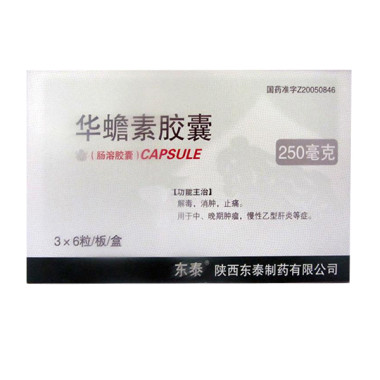 国药准字Z20050846
华蟾素胶囊
（肠溶胶囊）CAPSULE
250毫克
【功能主治】
解毒，消肿，止痛。
用于中、晚期肿瘤，慢性乙型肝炎等症。
3×6粒/板/盒
东泰® 陕西东泰制药有限公司